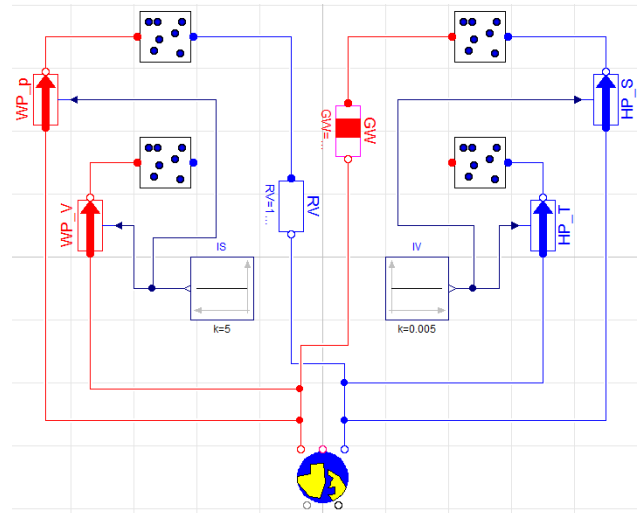 WP_p
HP_S
GW
GW=...
WP_V
RV
RV=1...
HP_T
IS
IV
k=5
k=0.005